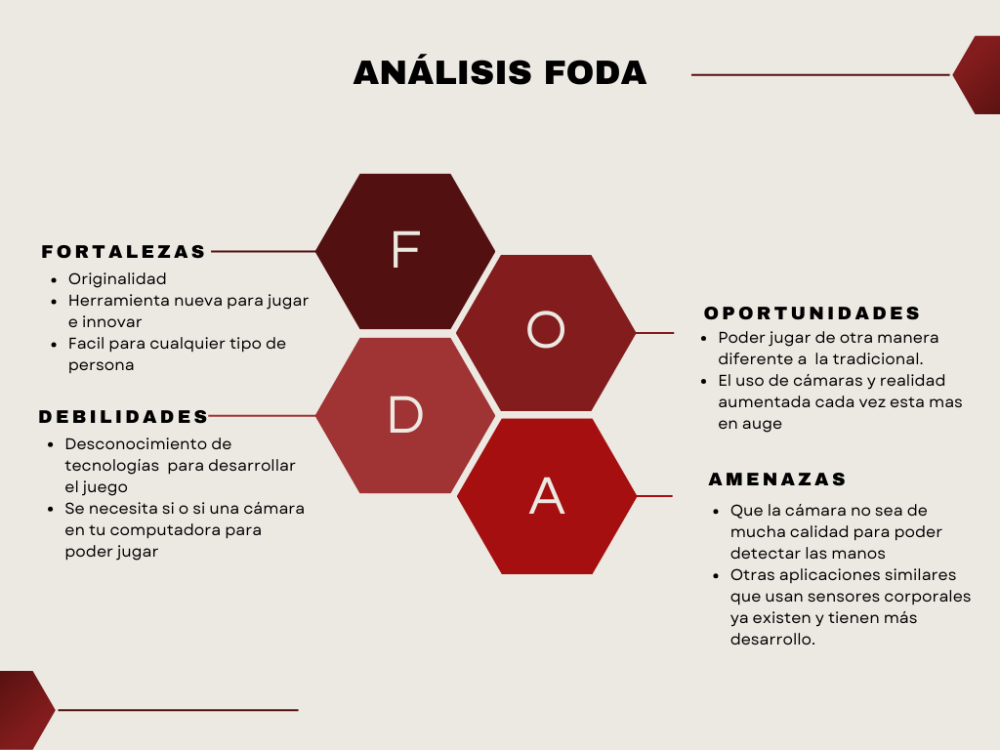 ANÁLISIS FODA
F
FORTALEZAS
Originalidad
Herramienta nueva para jugar
e innovar
Facil para cualquier tipo de
persona
O
OPORTUNIDADES
Poder jugar de otra manera
diferente a  la tradicional.
El uso de cámaras y realidad
aumentada cada vez esta mas
en auge
D
DEBILIDADES
Desconocimiento de
tecnologías  para desarrollar
el juego
Se necesita si o si una cámara
en tu computadora para
poder jugar
A
AMENAZAS
Que la cámara no sea de
mucha calidad para poder
detectar las manos
Otras aplicaciones similares
que usan sensores corporales
ya existen y tienen más
desarrollo.